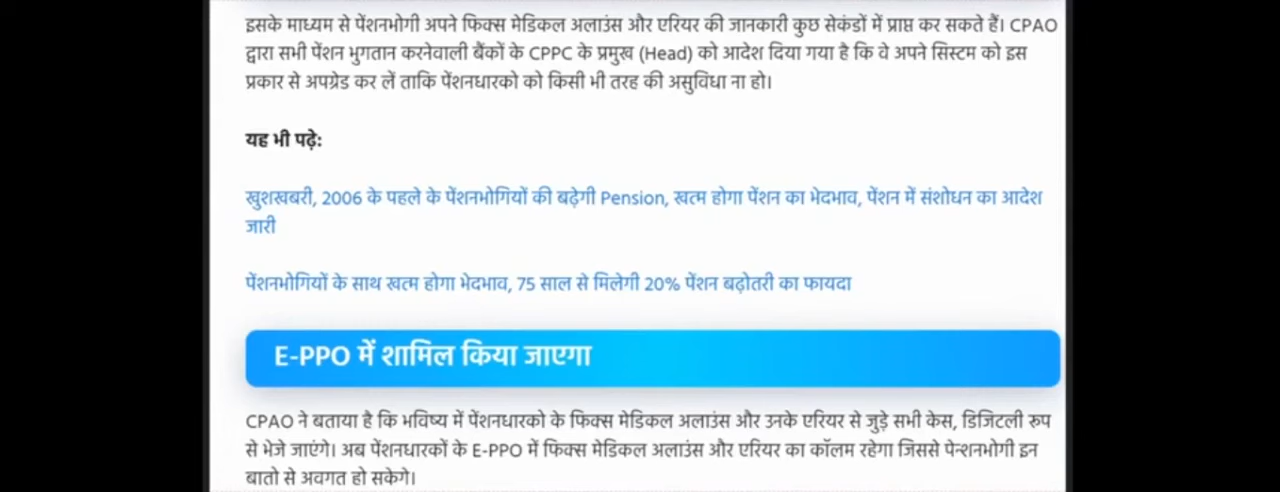 इसके माध्यम से पेंशनभोगी अपने फिक्स मेडिकल अलाउंस और एरियर की जानकारी कुछ सेकंडों में प्राप्त कर सकते हैं। CPAO
द्वारा सभी पेंशन भुगतान करनेवाली बैंकों के CPPC के प्रमुख (Head) को आदेश दिया गया है कि वे अपने सिस्टम को इस
प्रकार से अपग्रेड कर लें ताकि पेंशनधारको को किसी भी तरह की असुविधा ना हो।
यह भी पढ़े:
खुशखबरी, 2006 के पहले के पेंशनभोगियों की बढ़ेगी Pension, खत्म होगा पेंशन का भेदभाव, पेंशन में संशोधन का आदेश
जारी
पेंशनभोगियों के साथ खत्म होगा भेदभाव, 75 साल से मिलेगी 20% पेंशन बढ़ोतरी का फायदा
E-PPO में शामिल किया जाएगा
CPAO ने बताया है कि भविष्य में पेंशनधारको के फिक्स मेडिकल अलाउंस और उनके एरियर से जुड़े सभी केस, डिजिटली रूप
से भेजे जाएंगे। अब पेंशनधारकों के E-PPO में फिक्स मेडिकल अलाउंस और एरियर का कॉलम रहेगा जिससे पेन्शनभोगी इन
बातो से अवगत हो सकेगे।